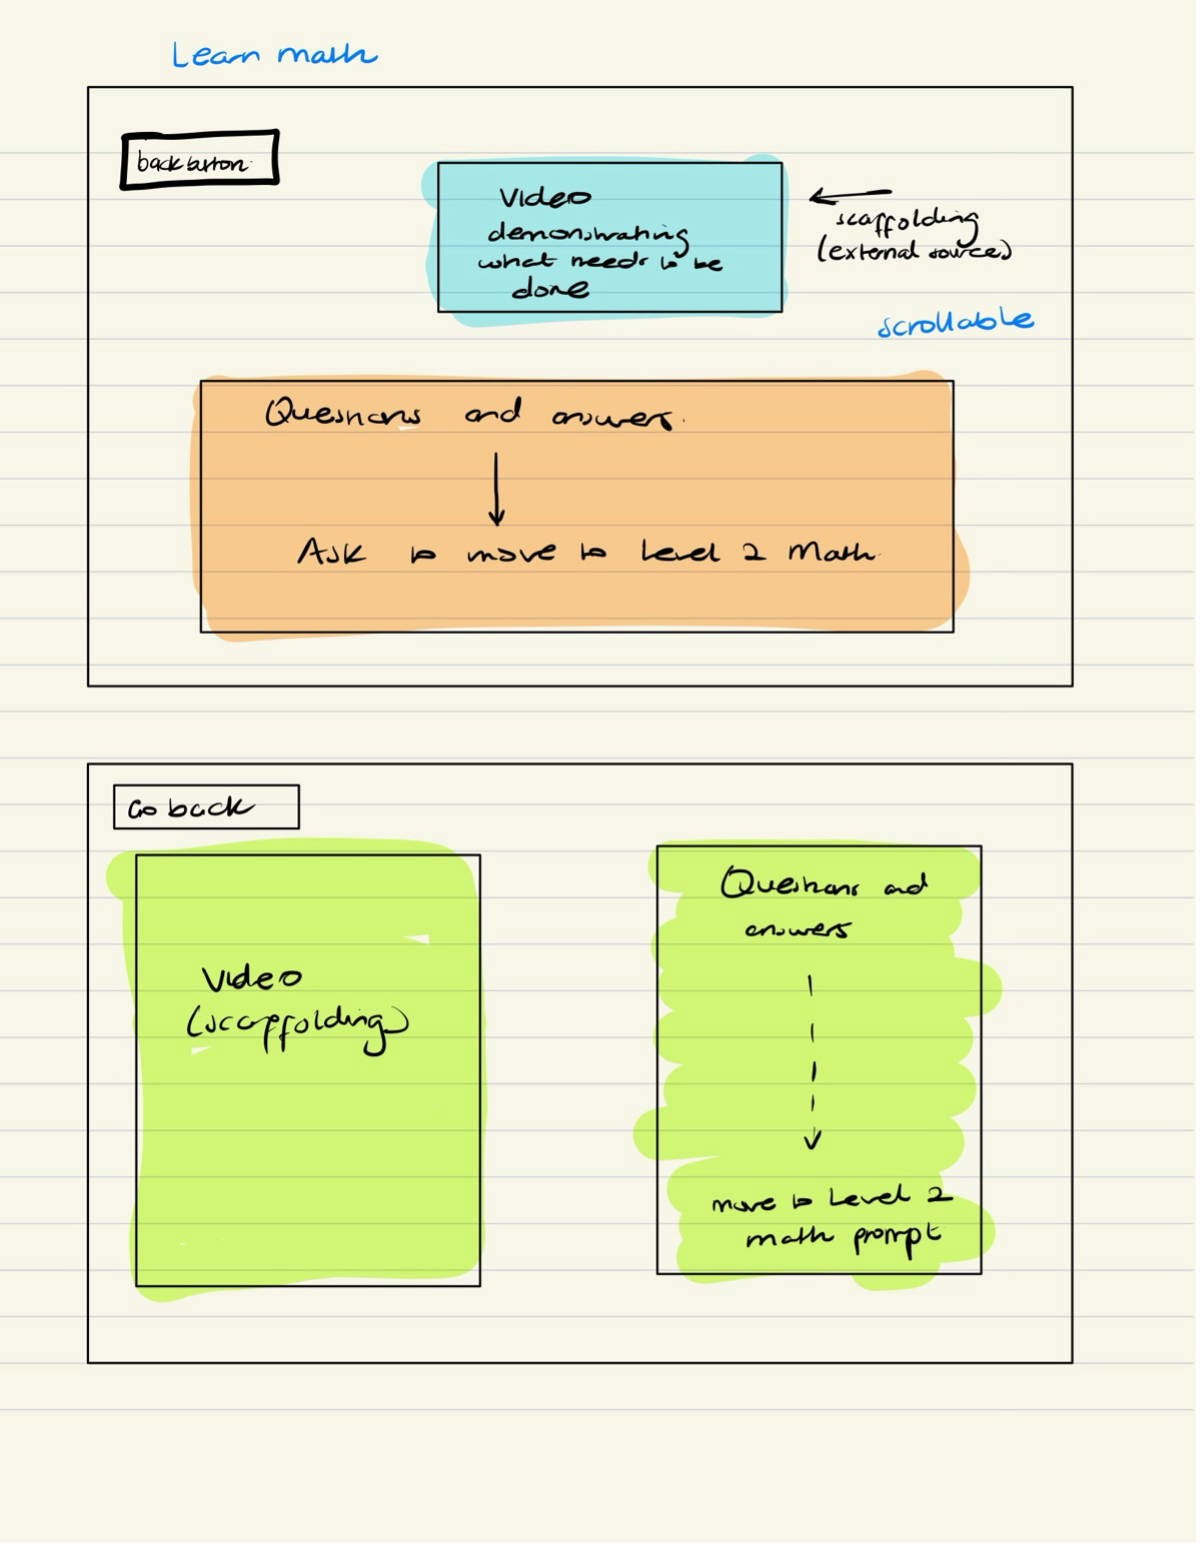 Learn math
back button
Video
demonstrating
what needs to be
done
scaffolding
(external sources)
scrollable
Questions and answers.
Ask to move to Level 2 Math
Go back
Video
(scaffolding)
Questions and
answers
move to Level 2
math prompt